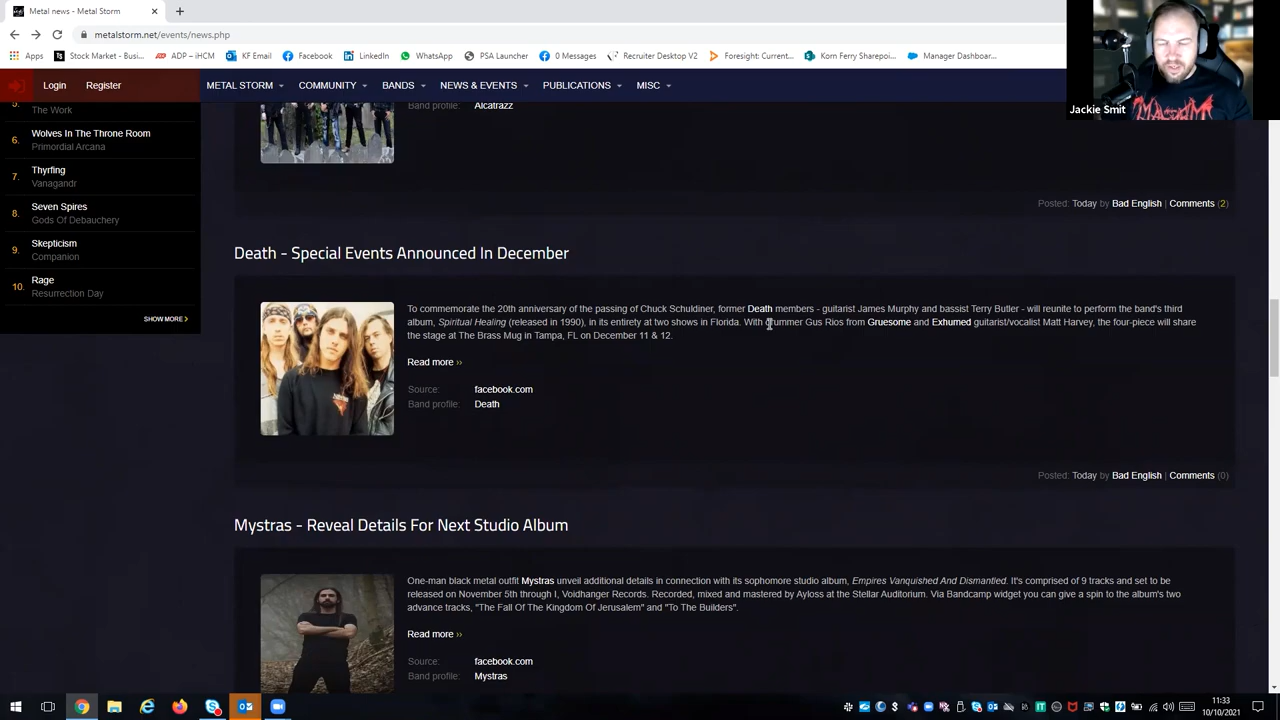 Metal news - Metal Storm
metalstorm.net/events/news.php
Apps Stock Market - Busi... ADP – iHCM KF Email Facebook LinkedIn WhatsApp PSA Launcher 0 Messages Recruiter Desktop V2 Foresight: Current... Korn Ferry Sharepoi... Manager Dashboar...
Login Register METAL STORM COMMUNITY BANDS NEWS & EVENTS PUBLICATIONS MISC
Jackie Smit
5. The Work
6. Wolves In The Throne Room
Primordial Arcana
7. Thyrfing
Vanagandr
8. Seven Spires
Gods Of Debauchery
9. Skepticism
Companion
10. Rage
Resurrection Day
SHOW MORE
Band profile: Alcatrazz
Posted: Today by Bad English | Comments (2)
Death - Special Events Announced In December
To commemorate the 20th anniversary of the passing of Chuck Schuldiner, former Death members - guitarist James Murphy and bassist Terry Butler - will reunite to perform the band's third
album, Spiritual Healing (released in 1990), in its entirety at two shows in Florida. With drummer Gus Rios from Gruesome and Exhumed guitarist/vocalist Matt Harvey, the four-piece will share
the stage at The Brass Mug in Tampa, FL on December 11 & 12.
Read more ››
Source: facebook.com
Band profile: Death
Posted: Today by Bad English | Comments (0)
Mystras - Reveal Details For Next Studio Album
One-man black metal outfit Mystras unveil additional details in connection with its sophomore studio album, Empires Vanquished And Dismantled. It's comprised of 9 tracks and set to be
released on November 5th through I, Voidhanger Records. Recorded, mixed and mastered by Ayloss at the Stellar Auditorium. Via Bandcamp widget you can give a spin to the album's two
advance tracks, "The Fall Of The Kingdom Of Jerusalem" and "To The Builders".
Read more ››
Source: facebook.com
Band profile: Mystras
11:33
10/10/2021